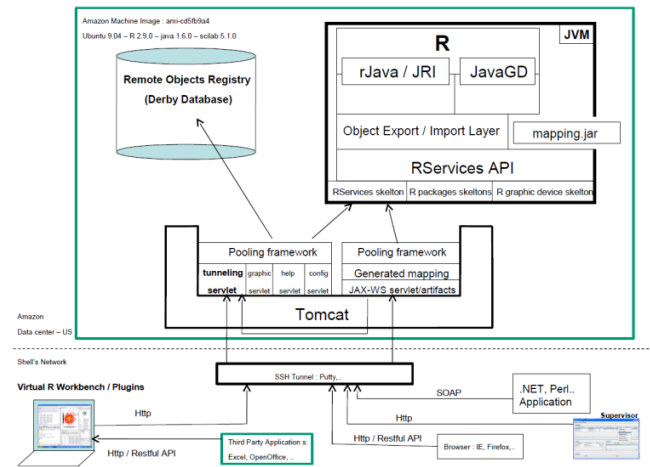 Amazon Machine Image : ami-cd5fb9a4
Ubuntu 9.04 – R 2.9.0 – java 1.6.0 – scilab 5.1.0
Remote Objects Registry
(Derby Database)
JVM
R
rJava / JRI
JavaGD
Object Export / Import Layer
mapping.jar
RServices API
RServices skelton
R packages skeltons
R graphic device skelton
Pooling framework
tunneling
servlet
graphic
servlet
help
servlet
config
servlet
Pooling framework
Generated mapping
JAX-WS servlet/artifacts
Tomcat
Amazon
Data center – US
Shell's Network
SSH Tunnel : Putty,..
Virtual R Workbench / Plugins
Http
Http / Restful API
Third Party Application s:
Excel, OpenOffice, ..
SOAP
.NET, Perl..
Application
Http
Supervisor
Http / Restful API
Browser : IE, Firefox,..